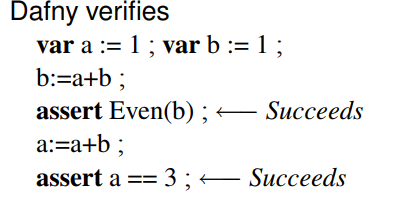 Dafny verifies
var a := 1 ; var b := 1 ;
b:=a+b ;
assert Even(b) ; ⟵ Succeeds
a:=a+b ;
assert a == 3 ; ⟵ Succeeds